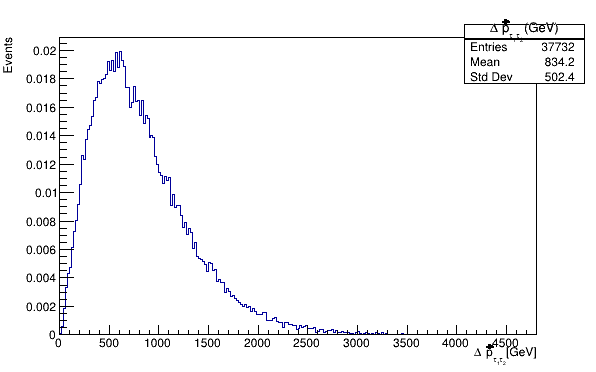 Δ p⃗τ₁τ₂(GeV)
Entries 37732
Mean 834.2
Std Dev 502.4
Events
0.02
0.018
0.016
0.014
0.012
0.01
0.008
0.006
0.004
0.002
0
0 500 1000 1500 2000 2500 3000 3500 4000 4500
Δ p⃗τ₁τ₂[GeV]